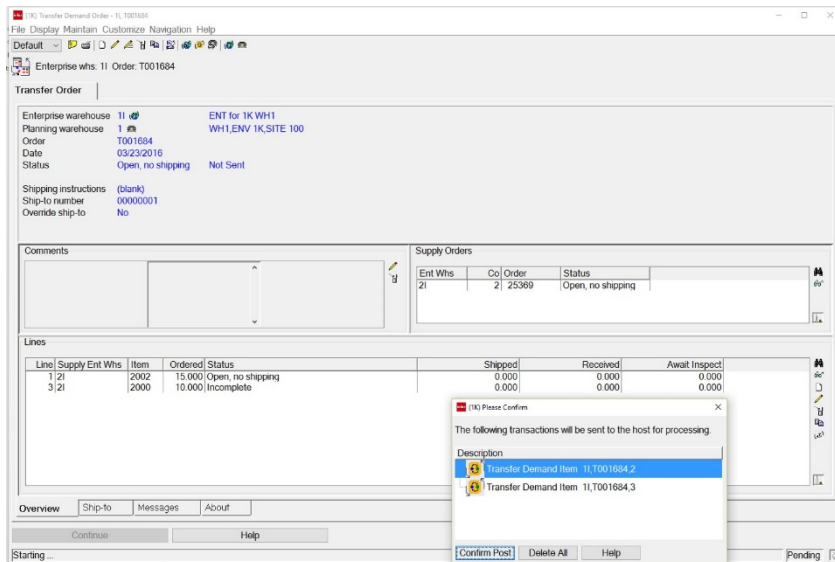 (1K) Transfer Demand Order - 1I, T001684
File Display Maintain Customize Navigation Help
Default
Enterprise whs: 1I Order: T001684
Transfer Order
Enterprise warehouse 1I ENT for 1K WH1
Planning warehouse 1 WH1,ENV 1K,SITE 100
Order T001684
Date 03/23/2016
Status Open, no shipping Not Sent
Shipping instructions (blank)
Ship-to number 00000001
Override ship-to No
Comments
Supply Orders
Ent Whs Co Order Status
2I 2 25369 Open, no shipping
Lines
Line Supply Ent Whs Item Ordered Status Shipped Received Await Inspect
1 2I 2002 15.000 Open, no shipping 0.000 0.000 0.000
3 2I 2000 10.000 Incomplete 0.000 0.000 0.000
(1K) Please Confirm
The following transactions will be sent to the host for processing.
Description
Transfer Demand Item 1I,T001684,2
Transfer Demand Item 1I,T001684,3
Confirm Post Delete All Help
Overview Ship-to Messages About
Continue Help
Starting ... Pending